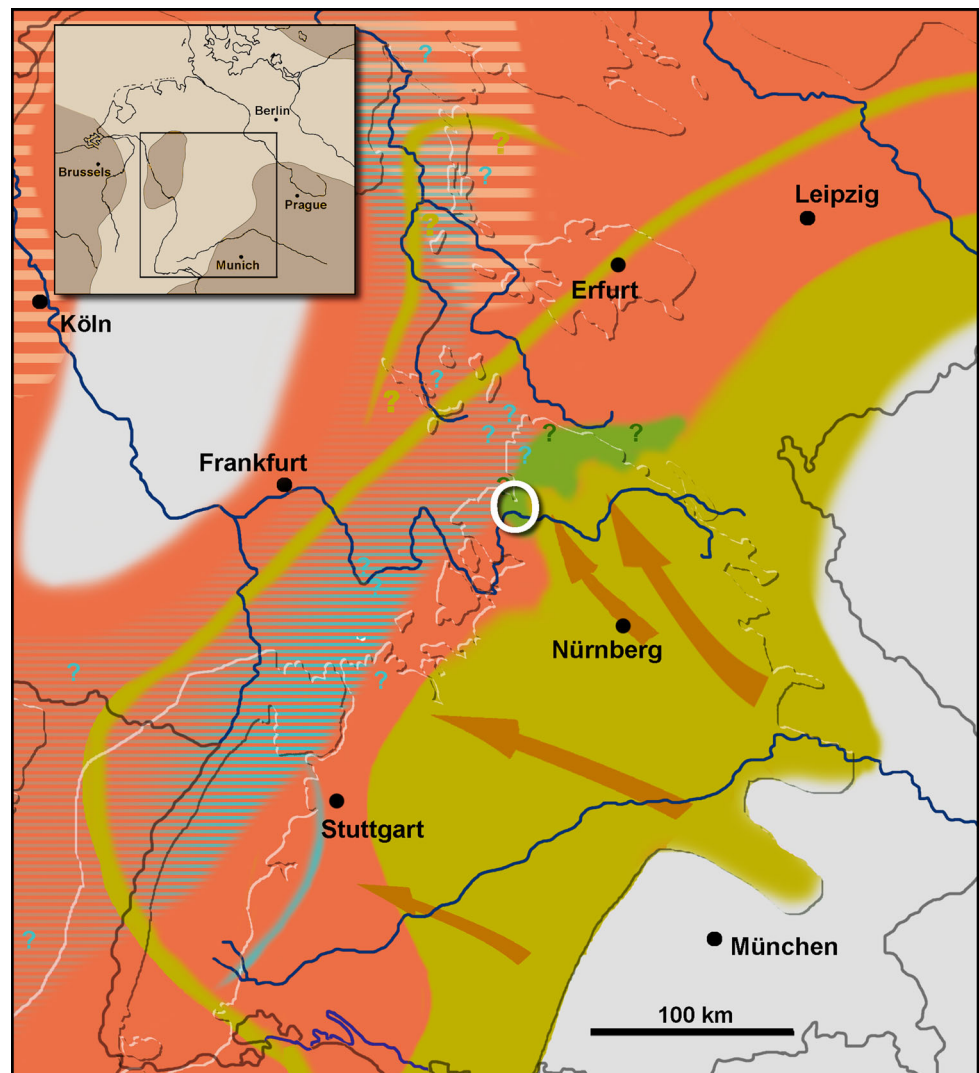 Berlin
Brussels
Prague
Munich
?
?
?
?
Leipzig
Erfurt
Köln
?
?
?
?
?
?
?
Frankfurt
?
?
?
Nürnberg
?
?
?
Stuttgart
?
München
100 km